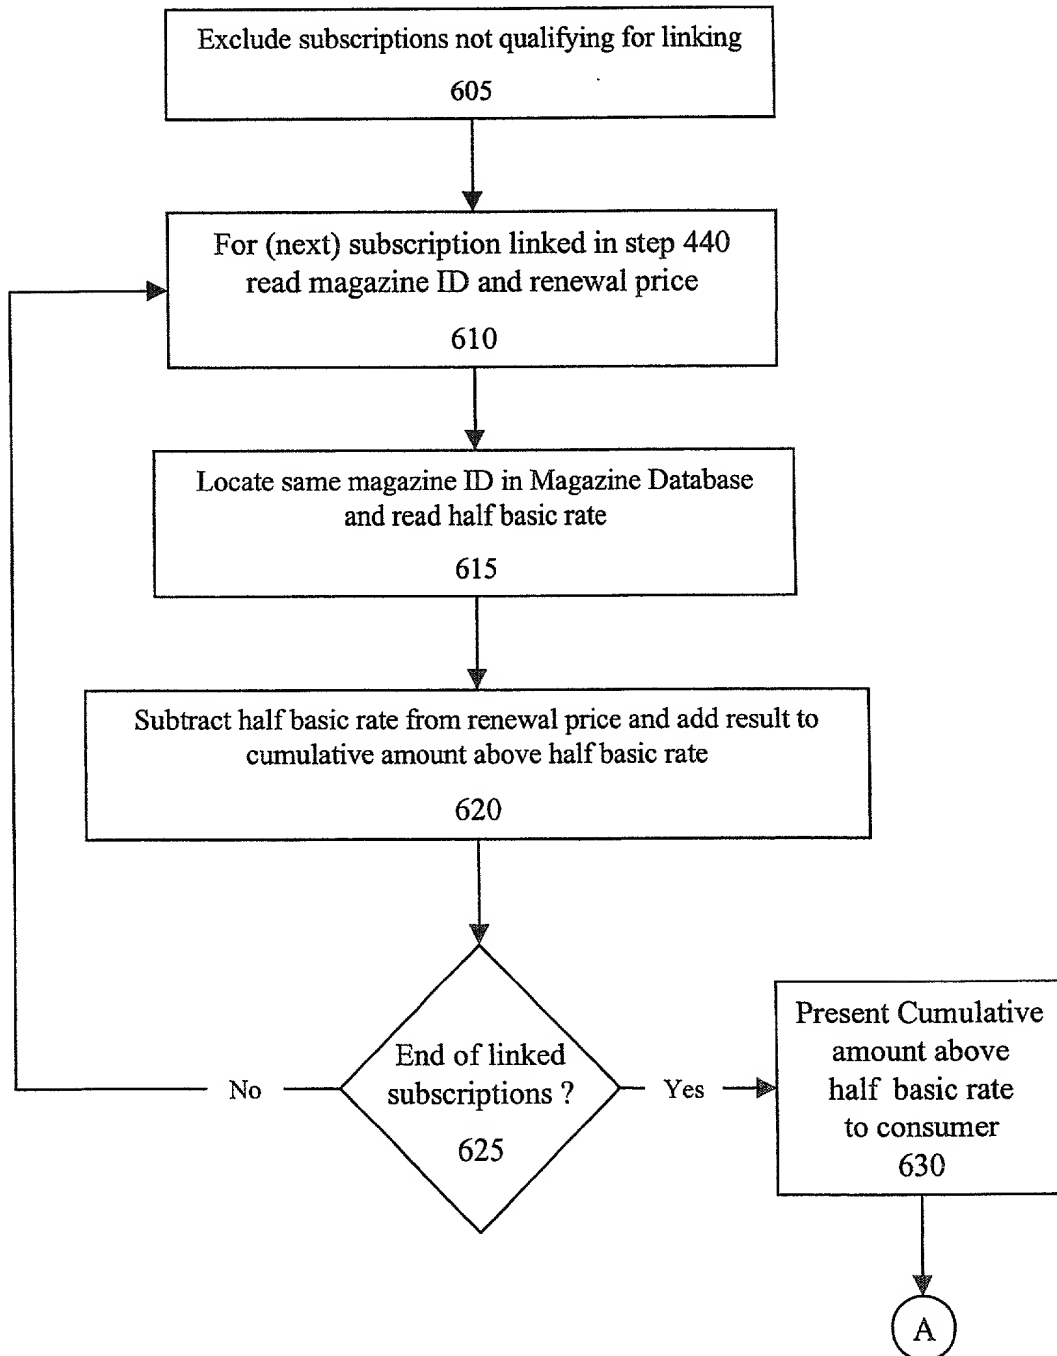 Exclude subscriptions not qualifying for linking
605
For (next) subscription linked in step 440
read magazine ID and renewal price
610
Locate same magazine ID in Magazine Database
and read half basic rate
615
Subtract half basic rate from renewal price and add result to
cumulative amount above half basic rate
620
End of linked
subscriptions ?
625
No
Yes
Present Cumulative
amount above
half basic rate
to consumer
630
A